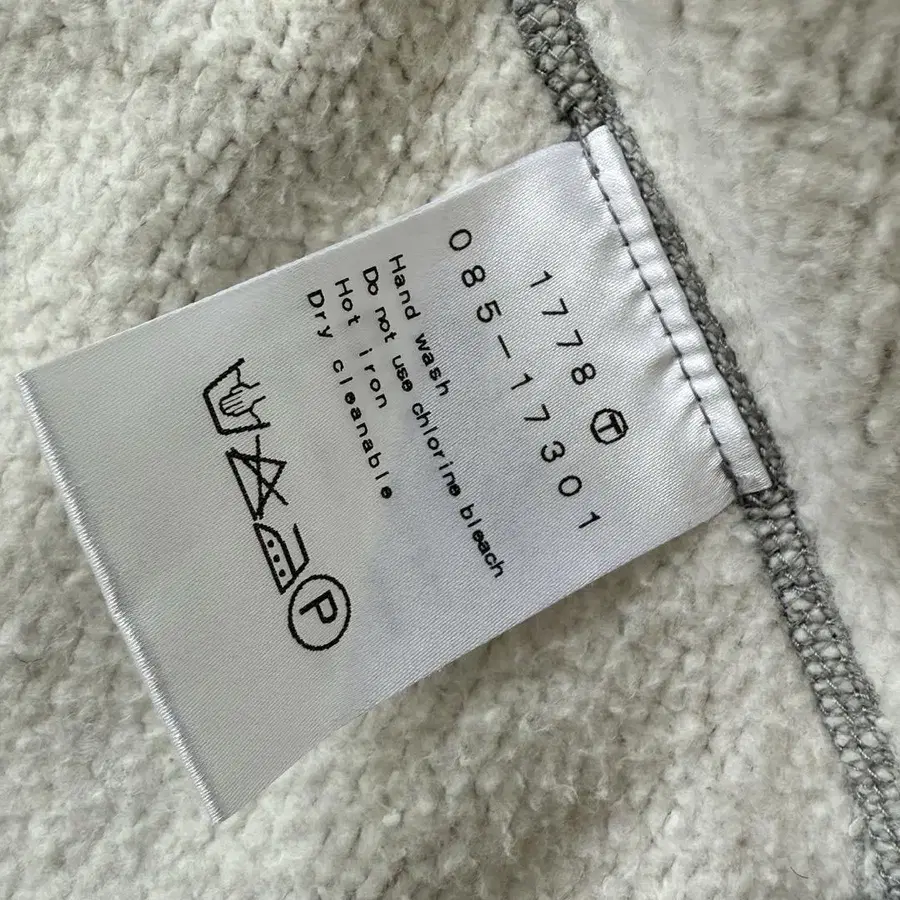 1778 T
085-17301
Hand wash
Do not use chlorine bleach
Hot iron
Dry cleanable
P